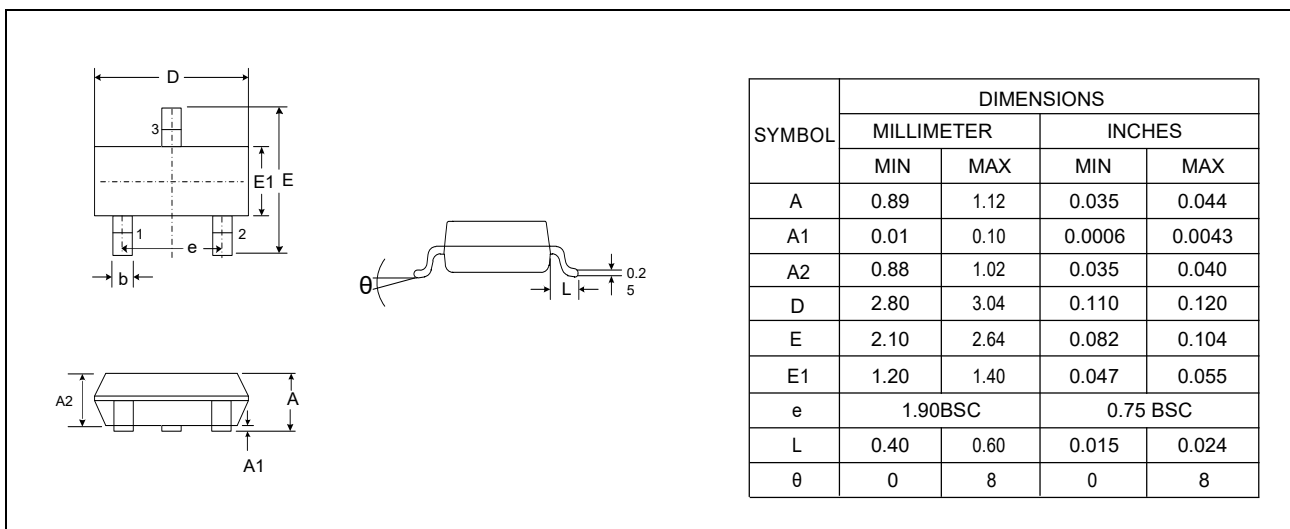 D
3
E1
E
1
2
e
b
A2
A
A1
θ
L
0.2
5
SYMBOL
DIMENSIONS
MILLIMETER INCHES
MIN MAX MIN MAX
A 0.89 1.12 0.035 0.044
A1 0.01 0.10 0.0006 0.0043
A2 0.88 1.02 0.035 0.040
D 2.80 3.04 0.110 0.120
E 2.10 2.64 0.082 0.104
E1 1.20 1.40 0.047 0.055
e 1.90BSC 0.75 BSC
L 0.40 0.60 0.015 0.024
θ 0 8 0 8